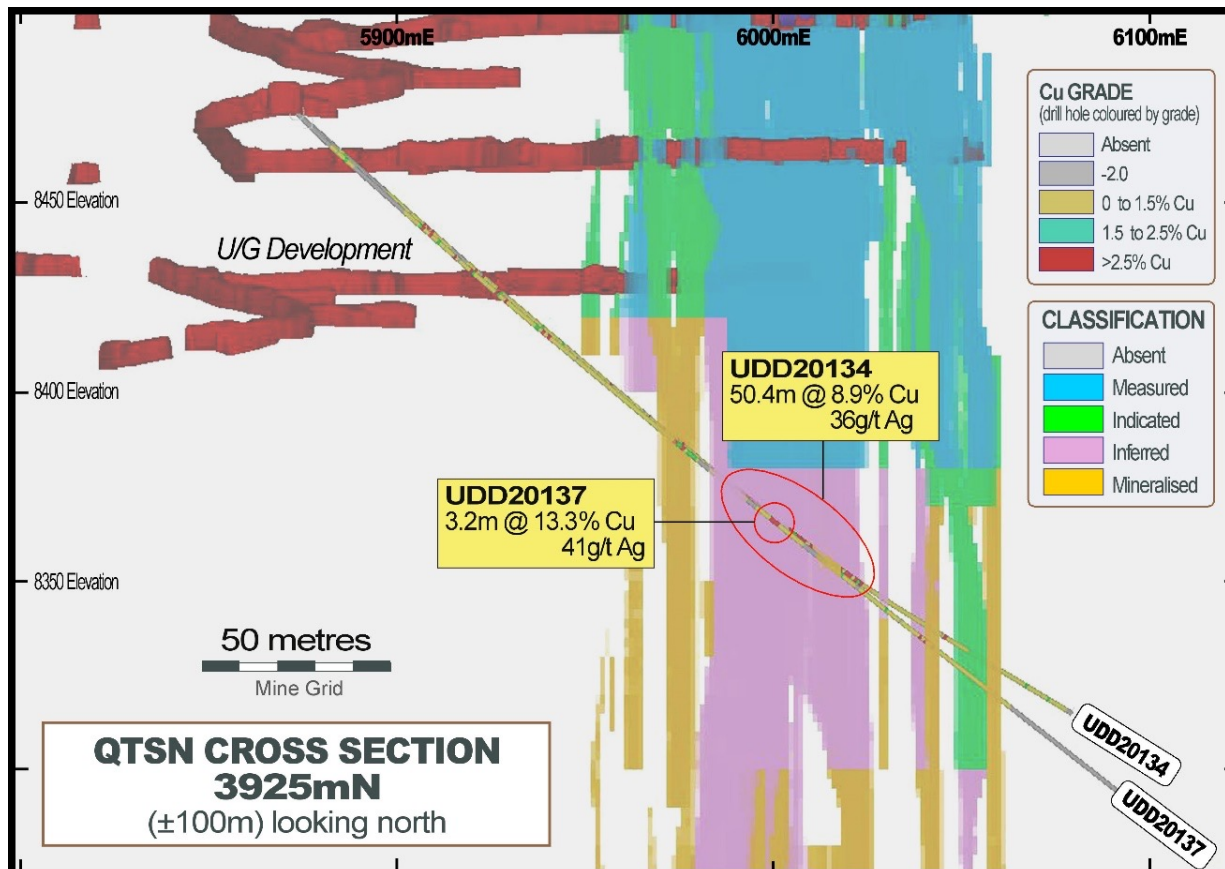 5900mE
6000mE
6100mE
Cu GRADE
(drill hole coloured by grade)
Absent
-2.0
0 to 1.5% Cu
1.5 to 2.5% Cu
>2.5% Cu
8450 Elevation
U/G Development
CLASSIFICATION
Absent
Measured
Indicated
Inferred
Mineralised
8400 Elevation
UDD20134
50.4m @ 8.9% Cu
36g/t Ag
UDD20137
3.2m @ 13.3% Cu
41g/t Ag
8350 Elevation
50 metres
Mine Grid
QTSN CROSS SECTION
3925mN
(±100m) looking north
UDD20134
UDD20137